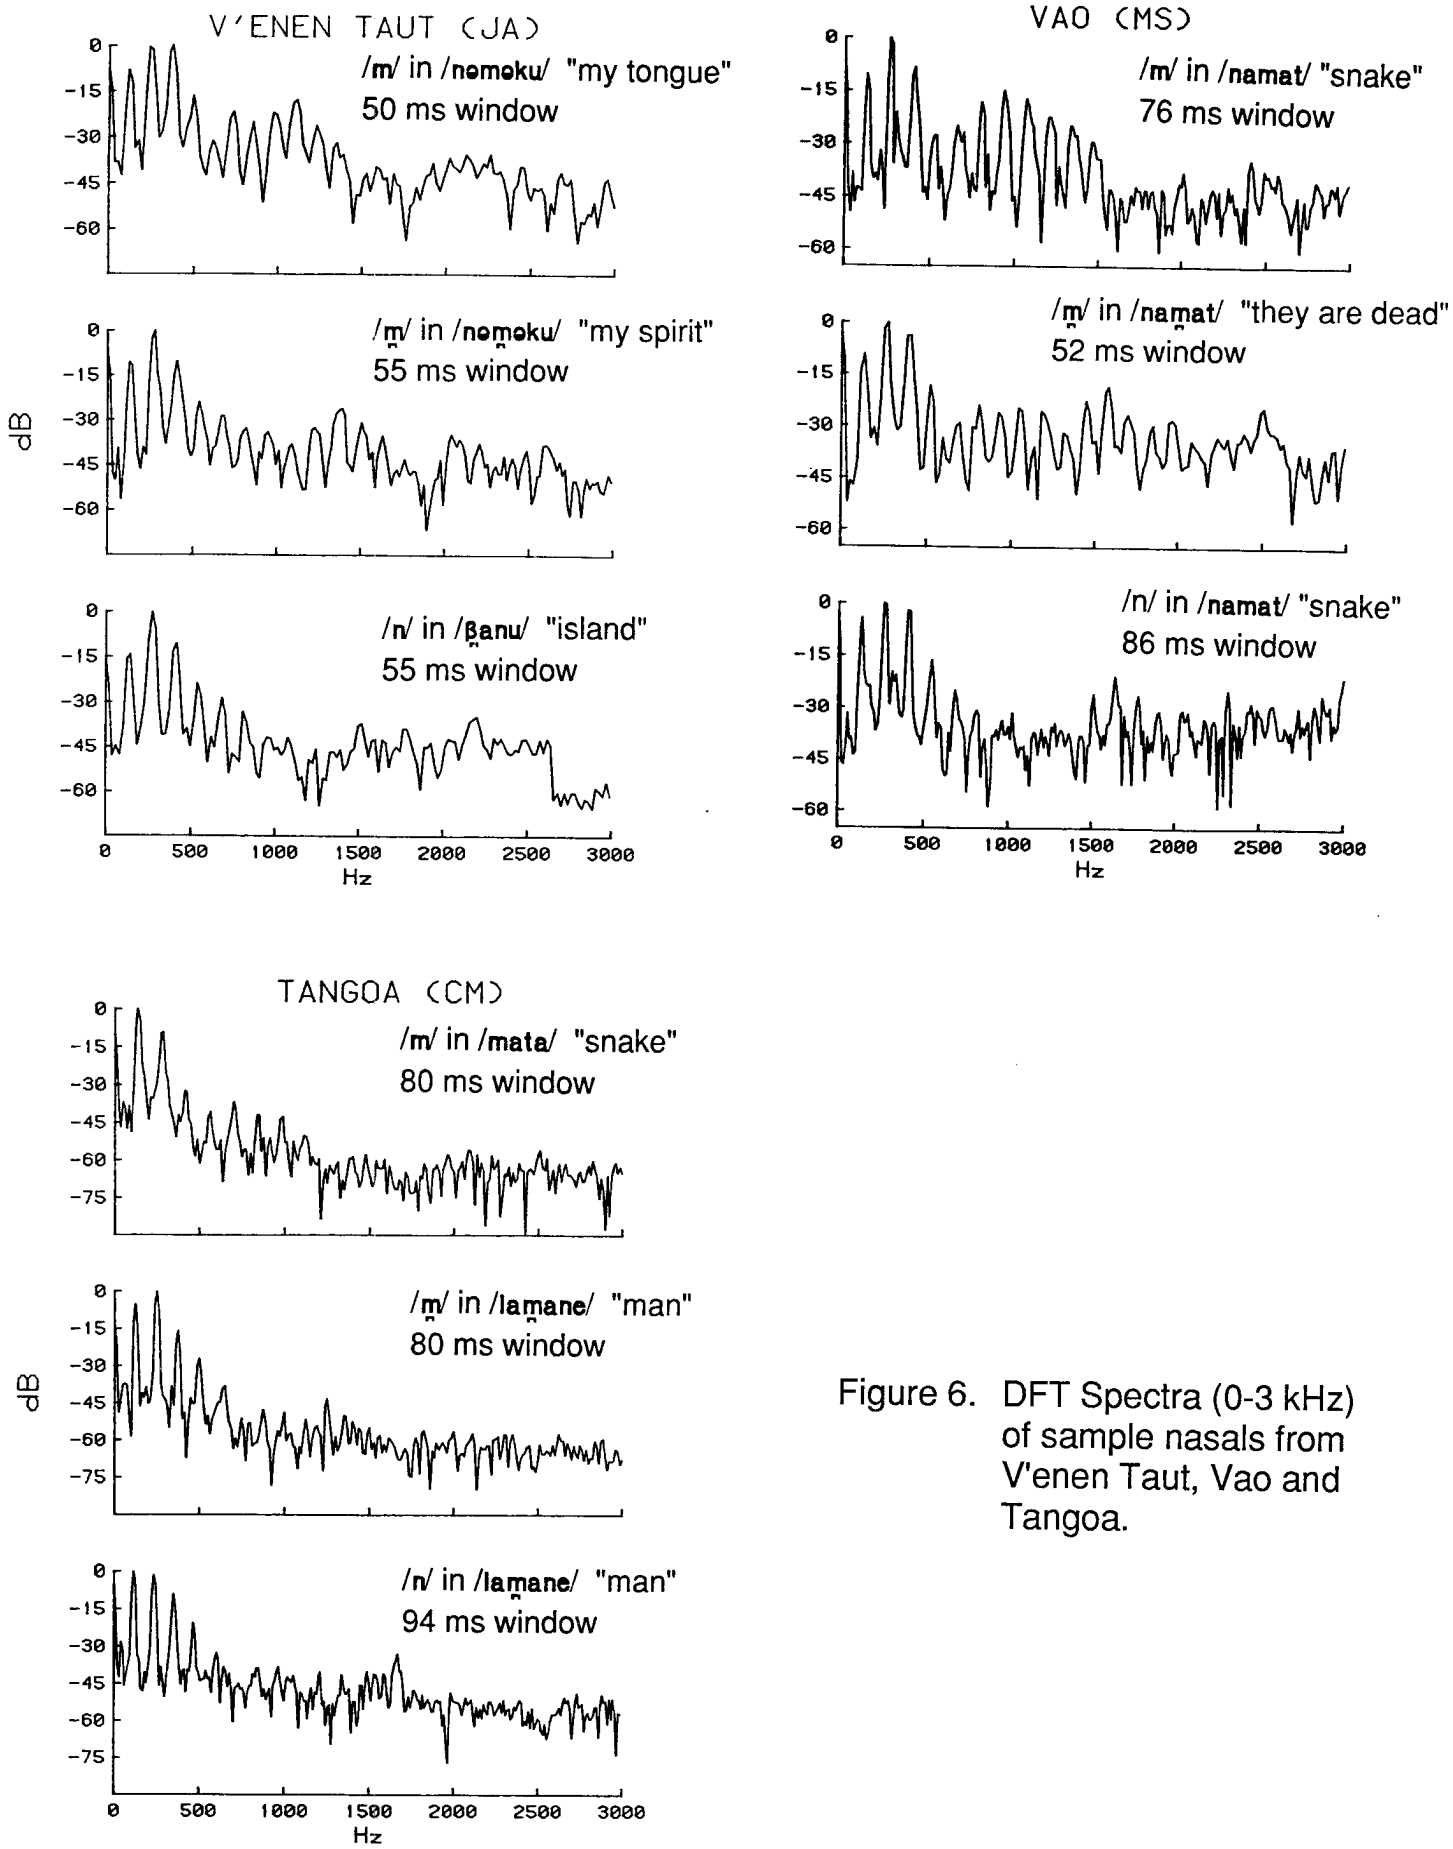 V'ENEN TAUT (JA)
0
-15
-30
-45
-60
/m/ in /nəməku/ "my tongue"
50 ms window
0
-15
-30
-45
-60
dB
/m̼/ in /nəm̼əku/ "my spirit"
55 ms window
0
-15
-30
-45
-60
/n/ in /β̼anu/ "island"
55 ms window
0 500 1000 1500 2000 2500 3000
Hz
VAO (MS)
0
-15
-30
-45
-60
/m/ in /namat/ "snake"
76 ms window
0
-15
-30
-45
-60
/m̼/ in /nam̼at/ "they are dead"
52 ms window
0
-15
-30
-45
-60
/n/ in /namat/ "snake"
86 ms window
0 500 1000 1500 2000 2500 3000
Hz
TANGOA (CM)
0
-15
-30
-45
-60
-75
/m/ in /mata/ "snake"
80 ms window
0
-15
-30
-45
-60
-75
dB
/m̼/ in /lam̼ane/ "man"
80 ms window
0
-15
-30
-45
-60
-75
/n/ in /lam̼ane/ "man"
94 ms window
0 500 1000 1500 2000 2500 3000
Hz
Figure 6. DFT Spectra (0-3 kHz)
of sample nasals from
V'enen Taut, Vao and
Tangoa.